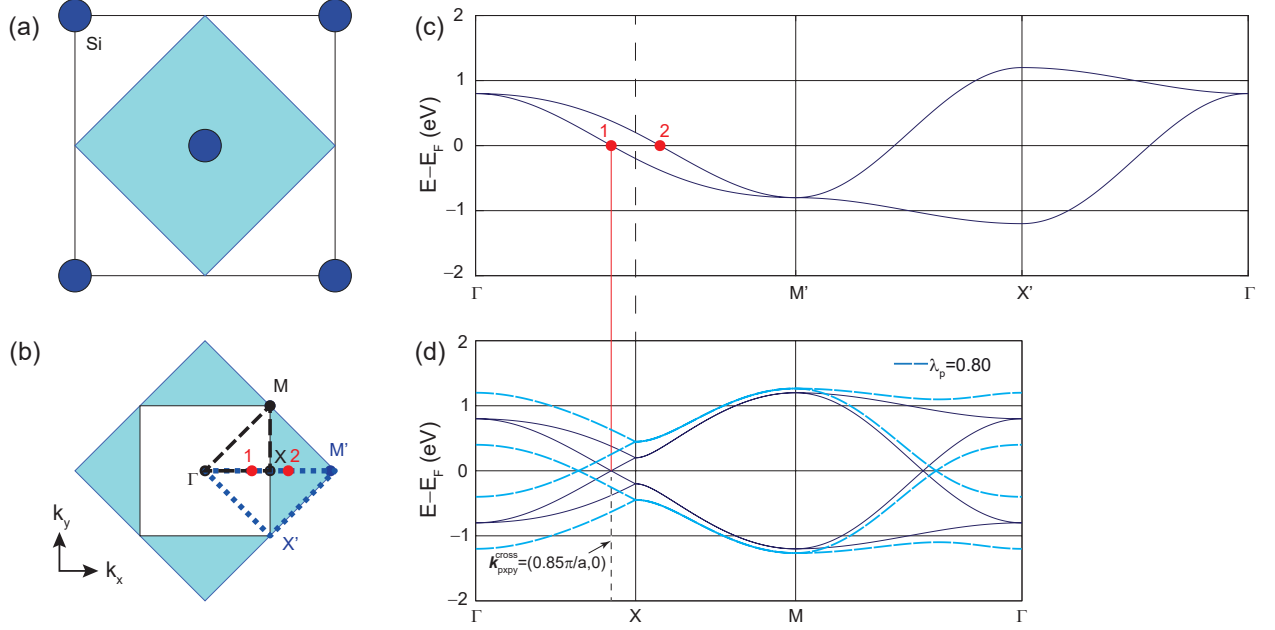 (a)
Si
(b)
M
1
X
2
M'
Γ
X'
k_y
k_x
(c)
2
1
0
−1
−2
E−E_F (eV)
1
2
Γ
M'
X'
Γ
(d)
2
1
0
−1
−2
E−E_F (eV)
λ_p=0.80
k_pxpy^cross=(0.85π/a,0)
Γ
X
M
Γ